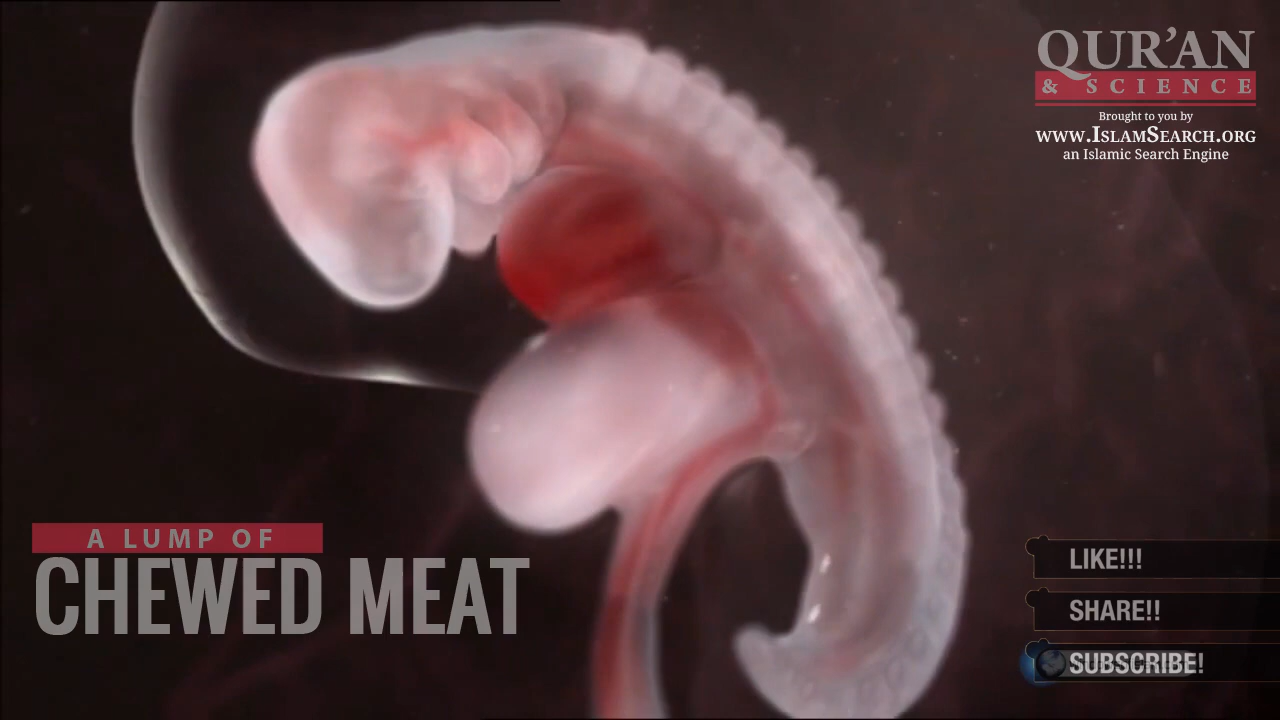 QUR'AN
& SCIENCE
Brought to you by
www.IslamSearch.org
an Islamic Search Engine
A LUMP OF
CHEWED MEAT
LIKE!!!
SHARE!!
SUBSCRIBE!